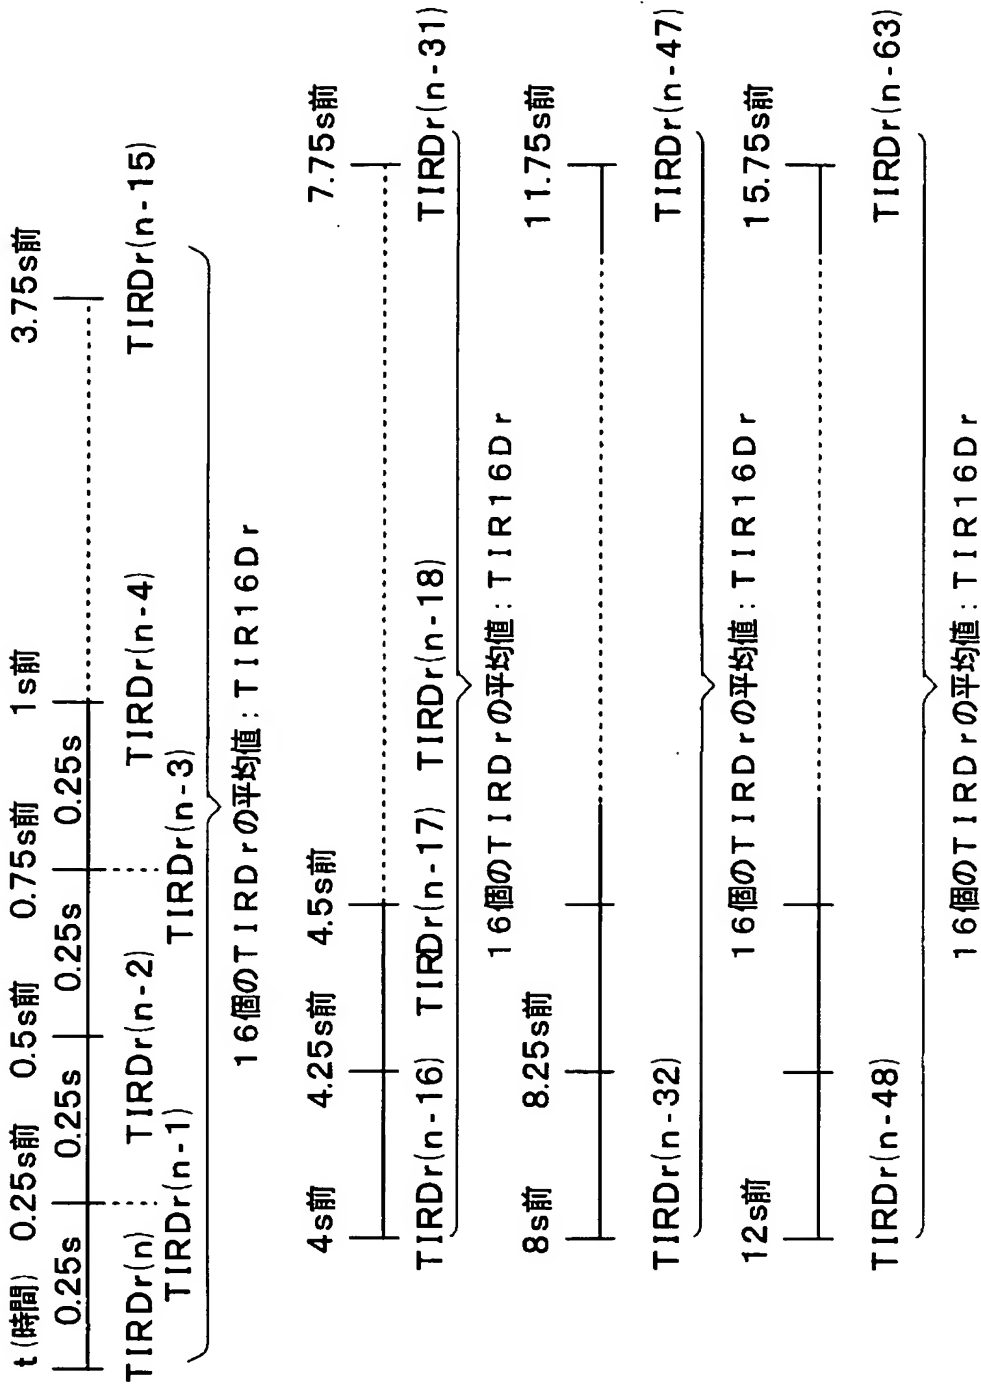 t(時間) 0.25s前 0.5s前 0.75s前 1s前 3.75s前
0.25s 0.25s 0.25s 0.25s
TIRDr(n) TIRDr(n-2) TIRDr(n-4) TIRDr(n-15)
TIRDr(n-1) TIRDr(n-3)
16個のTIRDrの平均値:TIR16Dr
4s前 4.25s前 4.5s前 7.75s前
TIRDr(n-16) TIRDr(n-17) TIRDr(n-18) TIRDr(n-31)
16個のTIRDrの平均値:TIR16Dr
8s前 8.25s前 11.75s前
TIRDr(n-32) TIRDr(n-47)
16個のTIRDrの平均値:TIR16Dr
12s前 15.75s前
TIRDr(n-48) TIRDr(n-63)
16個のTIRDrの平均値:TIR16Dr